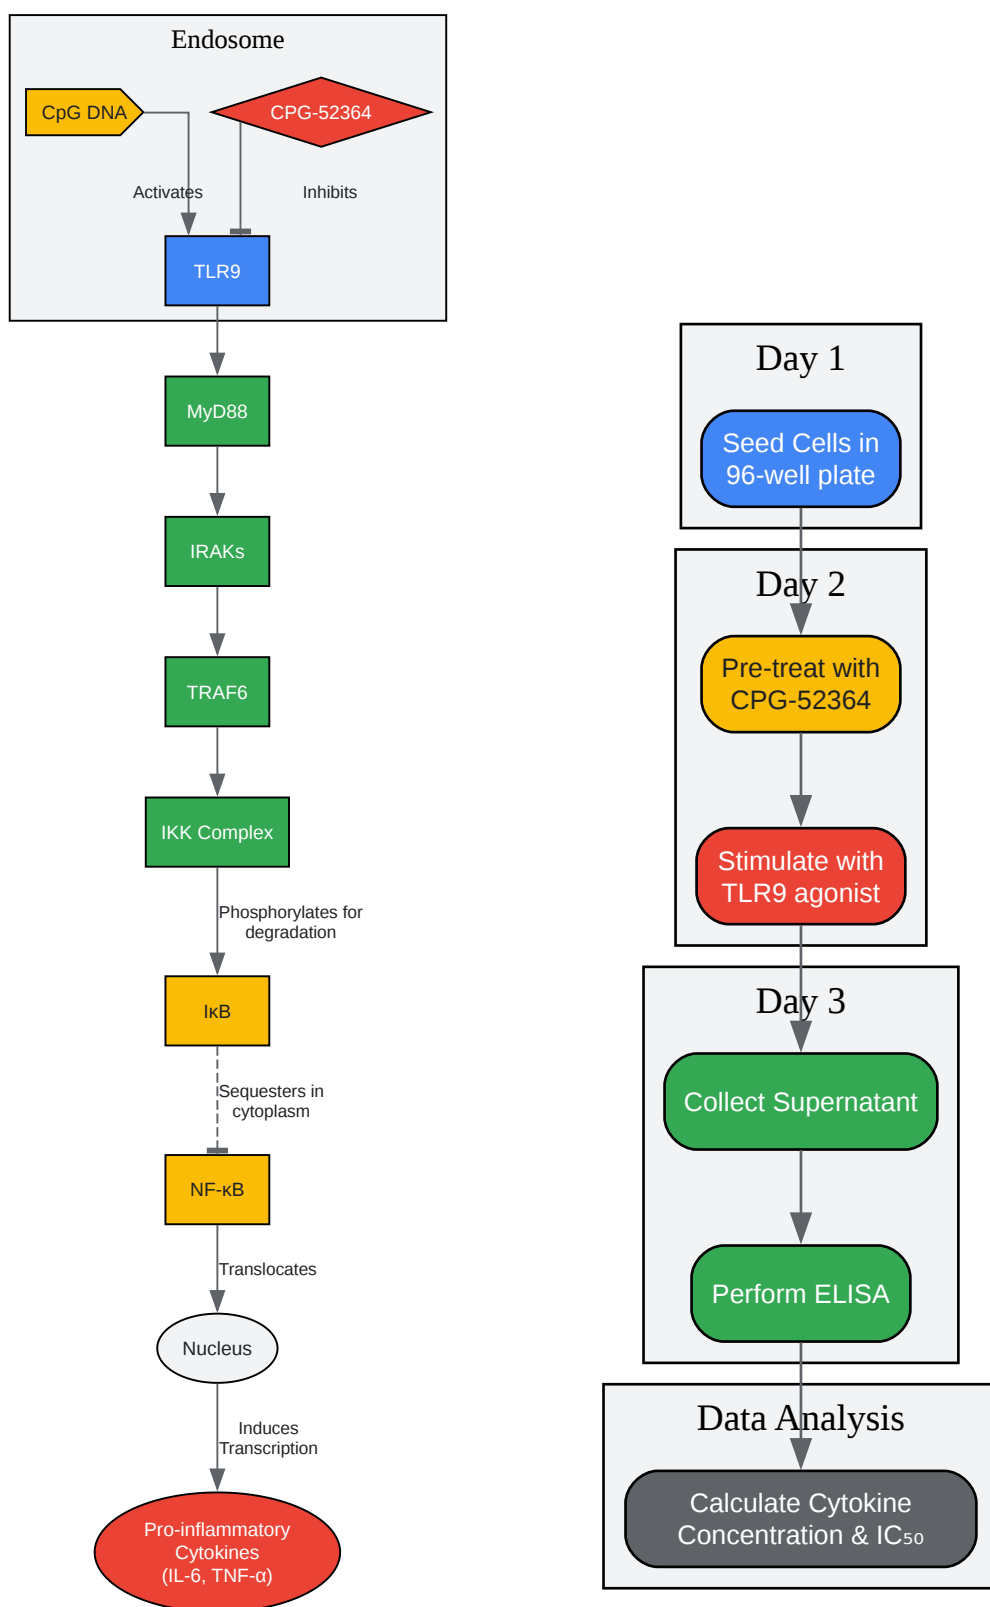 Endosome
CpG DNA
CPG-52364
Activates
Inhibits
TLR9
MyD88
IRAKs
TRAF6
IKK Complex
Phosphorylates for
degradation
IκB
Sequesters in
cytoplasm
NF-κB
Translocates
Nucleus
Induces
Transcription
Pro-inflammatory
Cytokines
(IL-6, TNF-α)
Day 1
Seed Cells in
96-well plate
Day 2
Pre-treat with
CPG-52364
Stimulate with
TLR9 agonist
Day 3
Collect Supernatant
Perform ELISA
Data Analysis
Calculate Cytokine
Concentration & IC₅₀